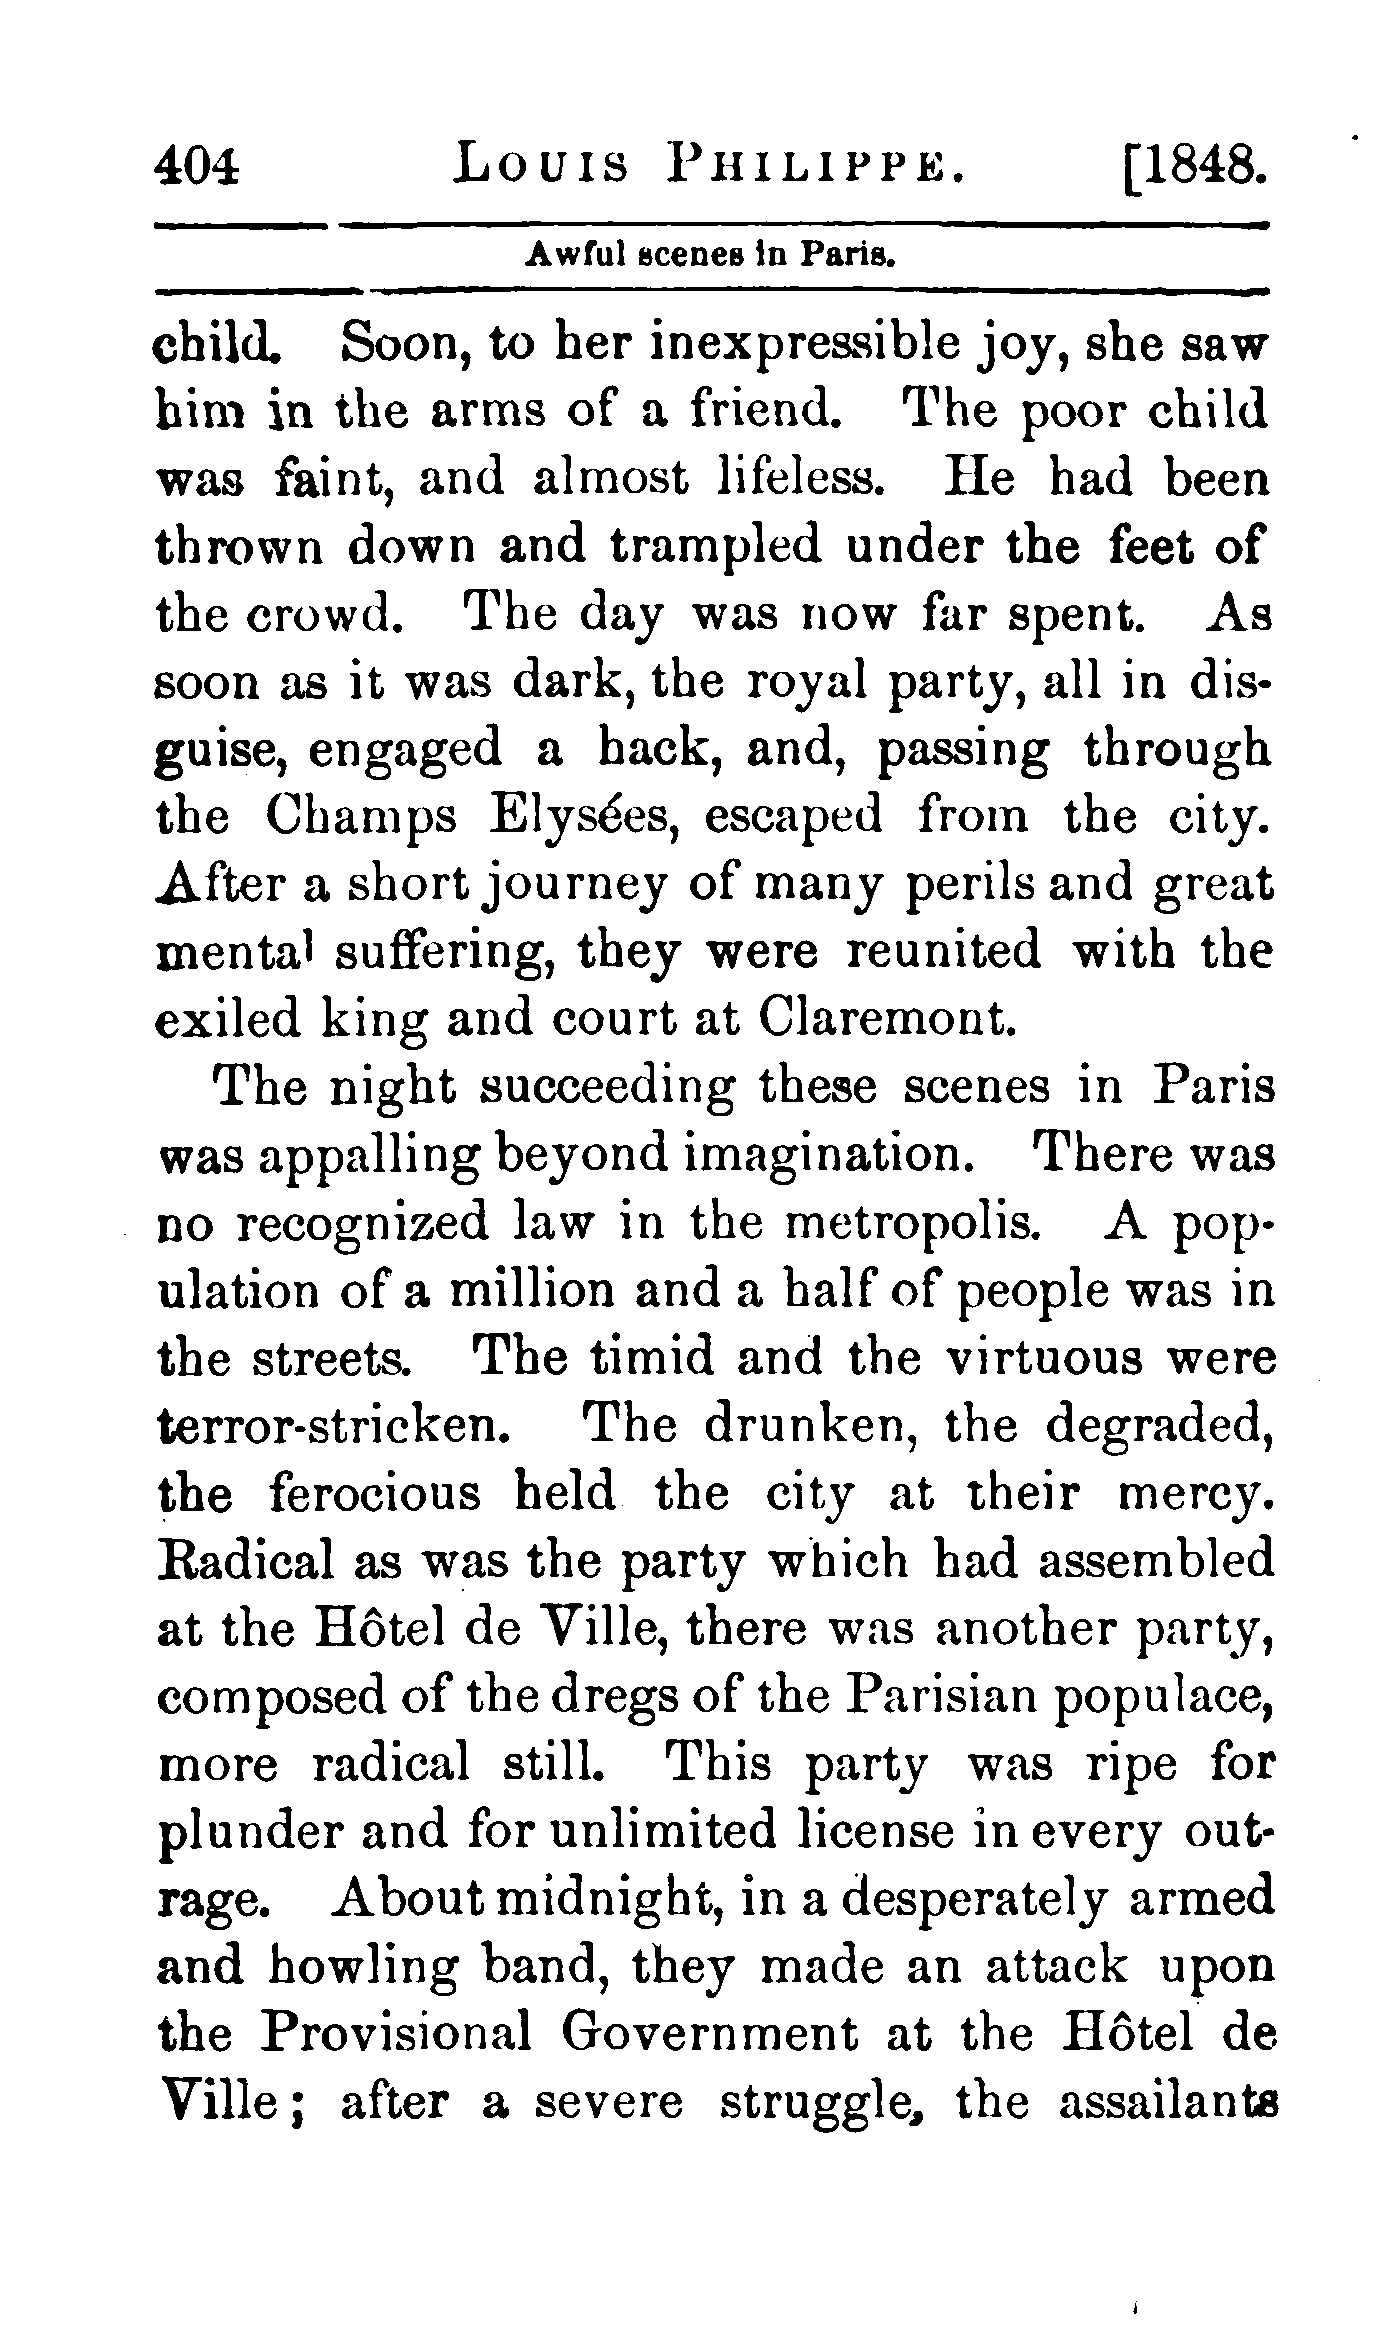 404 LOUIS PHILIPPE. [1848.
Awful scenes in Paris.
child. Soon, to her inexpressible joy, she saw
him in the arms of a friend. The poor child
was faint, and almost lifeless. He had been
thrown down and trampled under the feet of
the crowd. The day was now far spent. As
soon as it was dark, the royal party, all in dis-
guise, engaged a hack, and, passing through
the Champs Elysées, escaped from the city.
After a short journey of many perils and great
mental suffering, they were reunited with the
exiled king and court at Claremont.
The night succeeding these scenes in Paris
was appalling beyond imagination. There was
no recognized law in the metropolis. A pop-
ulation of a million and a half of people was in
the streets. The timid and the virtuous were
terror-stricken. The drunken, the degraded,
the ferocious held the city at their mercy.
Radical as was the party which had assembled
at the Hôtel de Ville, there was another party,
composed of the dregs of the Parisian populace,
more radical still. This party was ripe for
plunder and for unlimited license in every out-
rage. About midnight, in a desperately armed
and howling band, they made an attack upon
the Provisional Government at the Hôtel de
Ville; after a severe struggle, the assailants